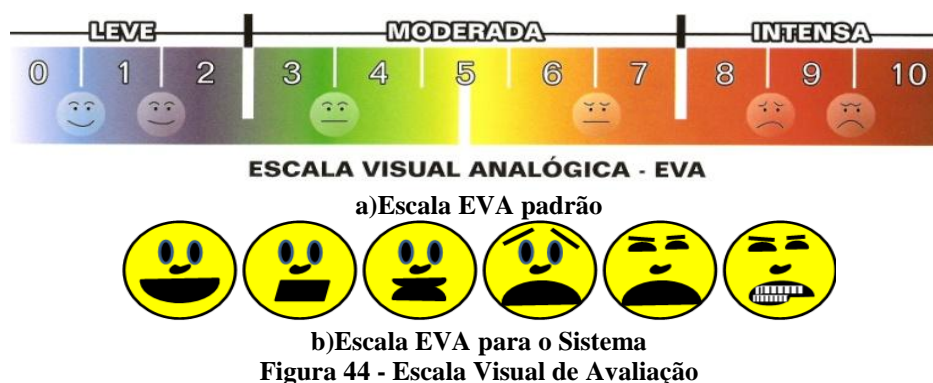 LEVE MODERADA INTENSA
0 1 2 3 4 5 6 7 8 9 10
ESCALA VISUAL ANALÓGICA - EVA
a)Escala EVA padrão
b)Escala EVA para o Sistema
Figura 44 - Escala Visual de Avaliação